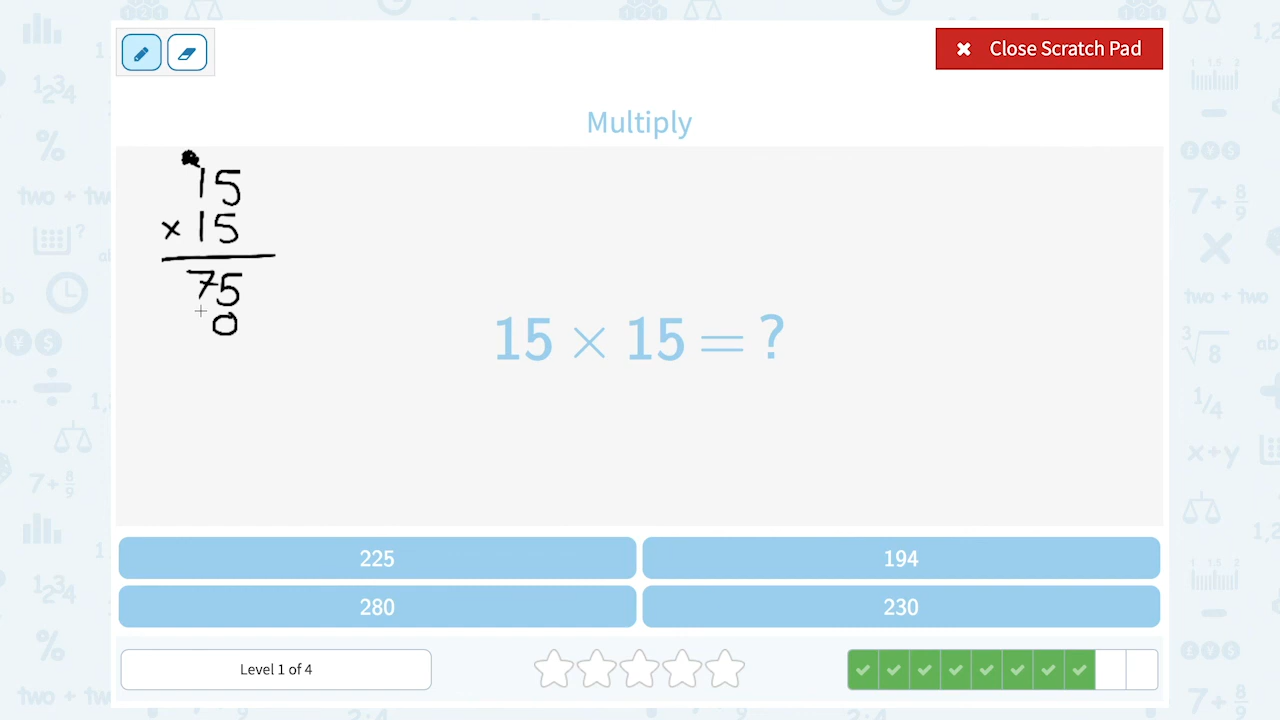 Close Scratch Pad
Multiply
15
× 15
75
0
15 × 15 = ?
225
194
280
230
Level 1 of 4